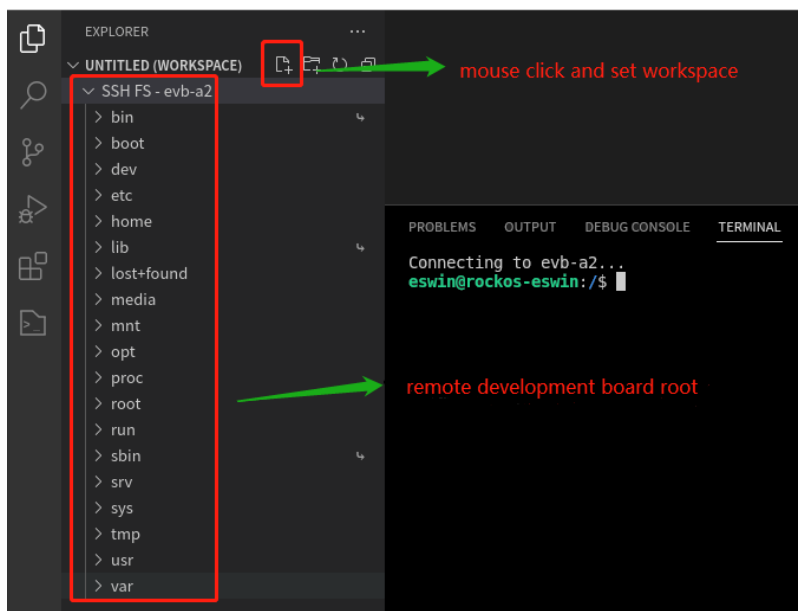 EXPLORER
UNTITLED (WORKSPACE)
SSH FS - evb-a2
bin
boot
dev
etc
home
lib
lost+found
media
mnt
opt
proc
root
run
sbin
srv
sys
tmp
usr
var
mouse click and set workspace
PROBLEMS OUTPUT DEBUG CONSOLE TERMINAL
Connecting to evb-a2...
eswin@rockos-eswin:/$
remote development board root